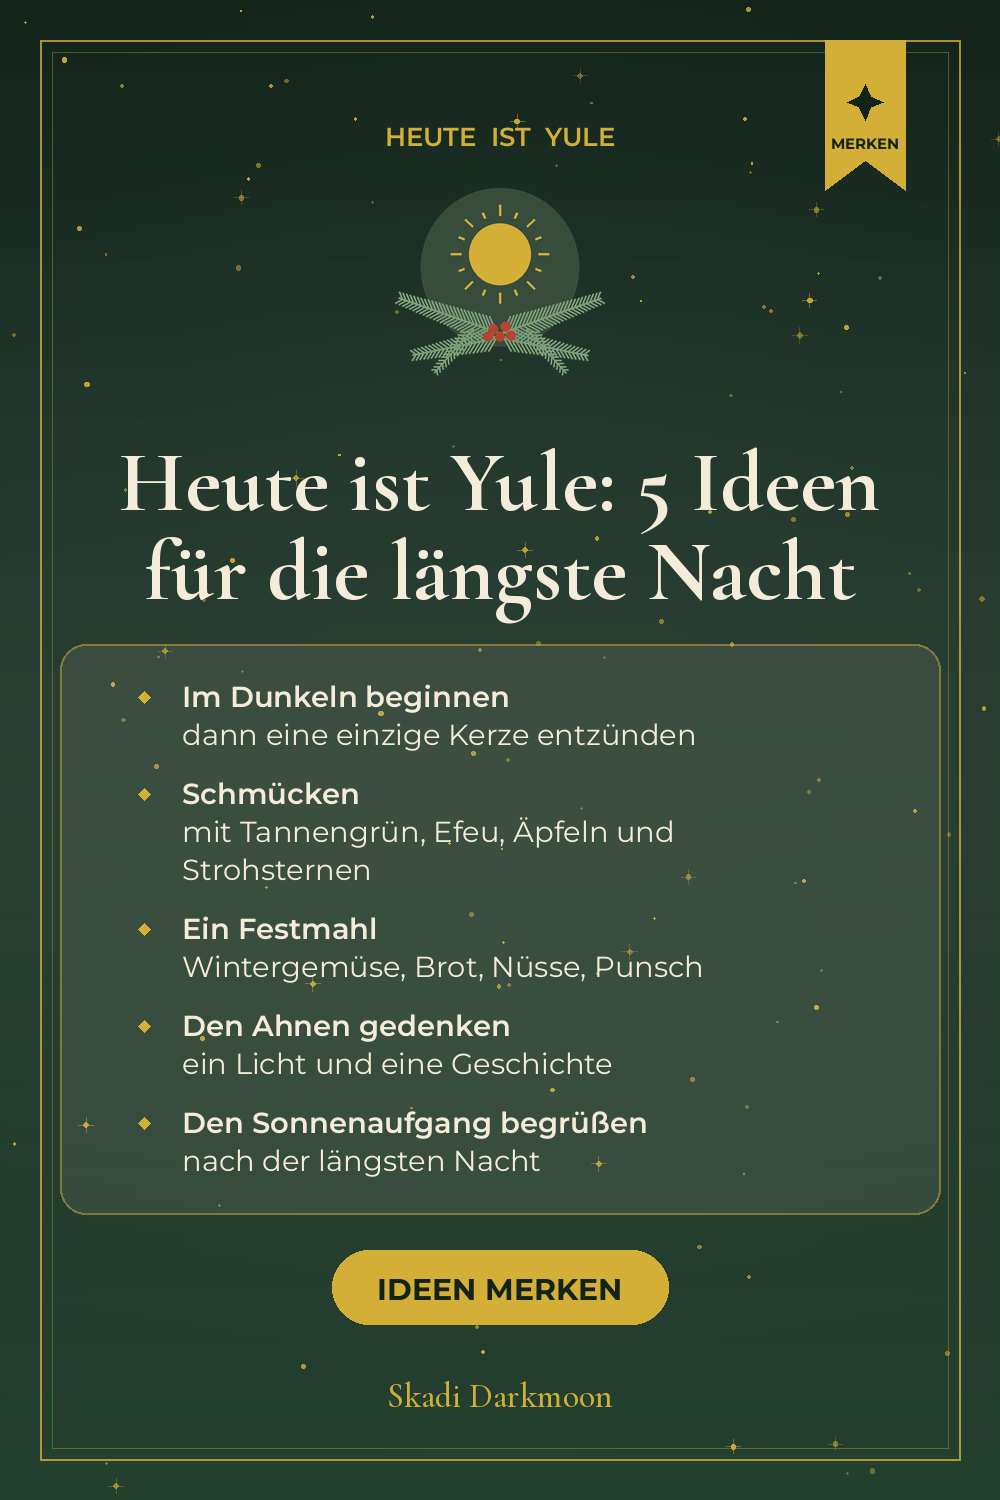 HEUTE IST YULE
MERKEN
Heute ist Yule: 5 Ideen
für die längste Nacht
Im Dunkeln beginnen
dann eine einzige Kerze entzünden
Schmücken
mit Tannengrün, Efeu, Äpfeln und
Strohsternen
Ein Festmahl
Wintergemüse, Brot, Nüsse, Punsch
Den Ahnen gedenken
ein Licht und eine Geschichte
Den Sonnenaufgang begrüßen
nach der längsten Nacht
IDEEN MERKEN
Skadi Darkmoon